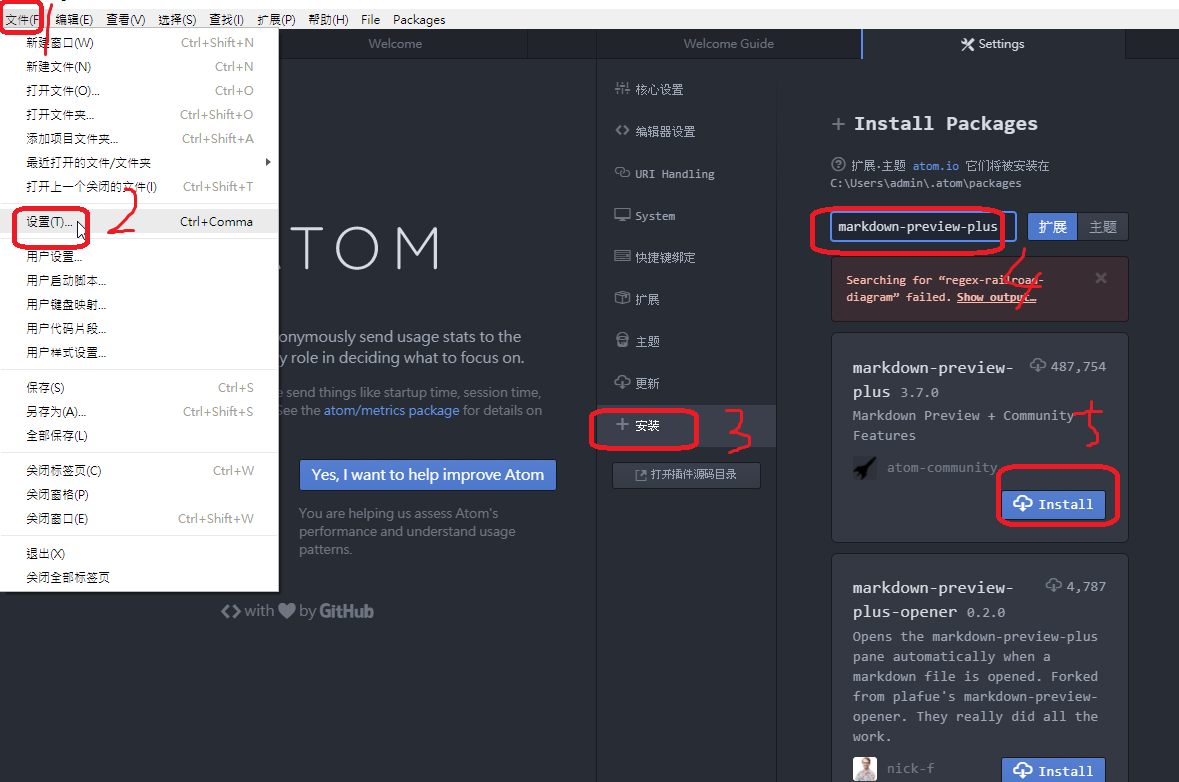 文件(F 编辑(E) 查看(V) 选择(S) 查找(I) 扩展(P) 帮助(H) File Packages
1
新建窗口(W) Ctrl+Shift+N
新建文件(N) Ctrl+N
打开文件(O)... Ctrl+O
打开文件夹... Ctrl+Shift+O
添加项目文件夹... Ctrl+Shift+A
最近打开的文件/文件夹
打开上一个关闭的文件(I) Ctrl+Shift+T
设置(T)... Ctrl+Comma
2
用户设置...
用户启动脚本...
用户键盘映射...
用户代码片段...
用户样式设置...
保存(S) Ctrl+S
另存为(A)... Ctrl+Shift+S
全部保存(L)
关闭标签页(C) Ctrl+W
关闭窗格(P)
关闭窗口(E) Ctrl+Shift+W
退出(X)
关闭全部标签页
Welcome
TOM
onymously send usage stats to the
y role in deciding what to focus on.
e send things like startup time, session time,
See the atom/metrics package for details on
Yes, I want to help improve Atom
You are helping us assess Atom's
performance and understand usage
patterns.
<> with by GitHub
Welcome Guide
Settings
核心设置
编辑器设置
URI Handling
System
快捷键绑定
扩展
主题
更新
+ 安装
3
打开插件源码目录
+ Install Packages
扩展·主题 atom.io 它们将被安装在
C:\Users\admin\.atom\packages
markdown-preview-plus
扩展 主题
4
Searching for “regex-railroad-
diagram” failed. Show output…
markdown-preview- 487,754
plus 3.7.0
Markdown Preview + Community
Features
5
atom-community
Install
markdown-preview- 4,787
plus-opener 0.2.0
Opens the markdown-preview-plus
pane automatically when a
markdown file is opened. Forked
from plafue's markdown-preview-
opener. They really did all the
work.
nick-f
Install